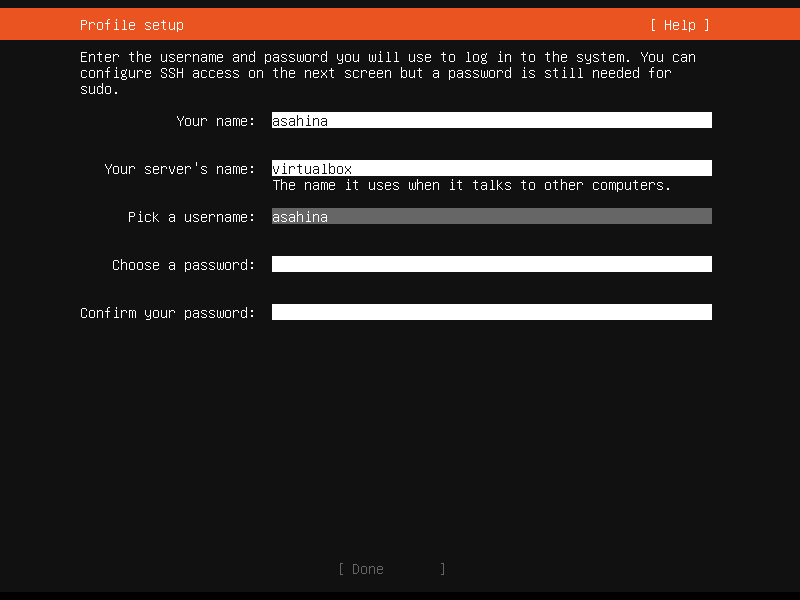 Profile setup [ Help ]
Enter the username and password you will use to log in to the system. You can
configure SSH access on the next screen but a password is still needed for
sudo.
Your name: asahina
Your server's name: virtualbox
The name it uses when it talks to other computers.
Pick a username: asahina
Choose a password:
Confirm your password:
[ Done ]